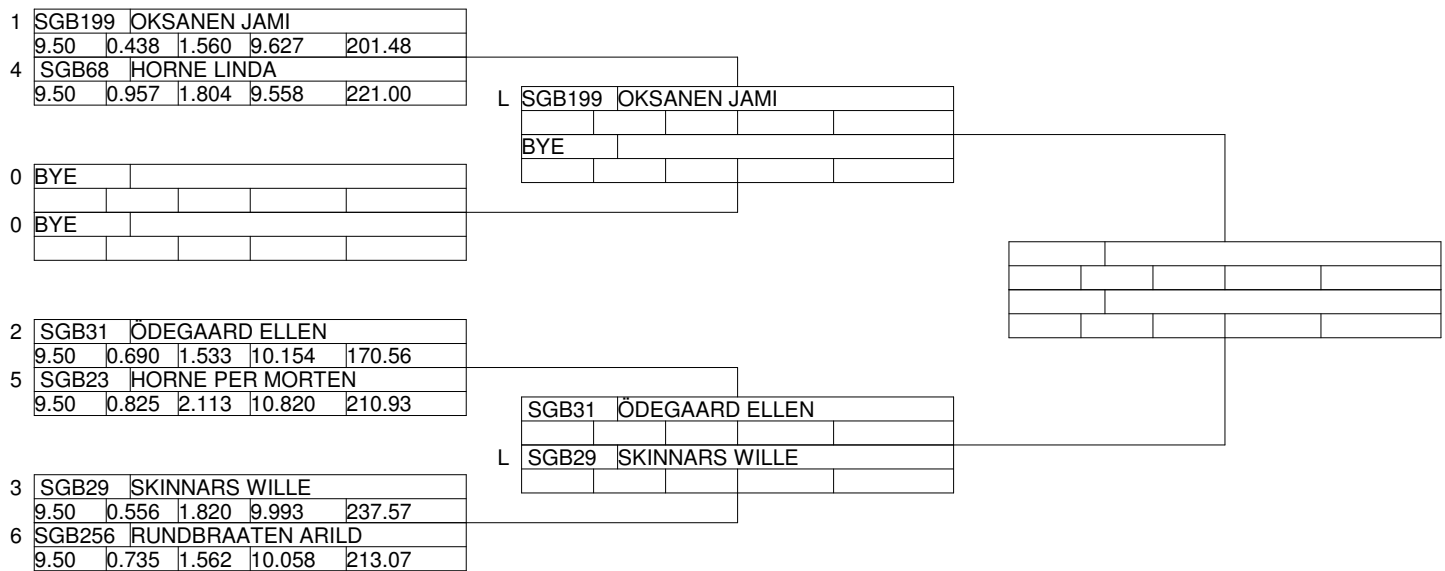 1 SGB199 OKSANEN JAMI
9.50 0.438 1.560 9.627 201.48
4 SGB68 HORNE LINDA
9.50 0.957 1.804 9.558 221.00
L SGB199 OKSANEN JAMI
BYE
0 BYE
0 BYE
2 SGB31 ÖDEGAARD ELLEN
9.50 0.690 1.533 10.154 170.56
5 SGB23 HORNE PER MORTEN
9.50 0.825 2.113 10.820 210.93
SGB31 ÖDEGAARD ELLEN
L SGB29 SKINNARS WILLE
3 SGB29 SKINNARS WILLE
9.50 0.556 1.820 9.993 237.57
6 SGB256 RUNDBRAATEN ARILD
9.50 0.735 1.562 10.058 213.07